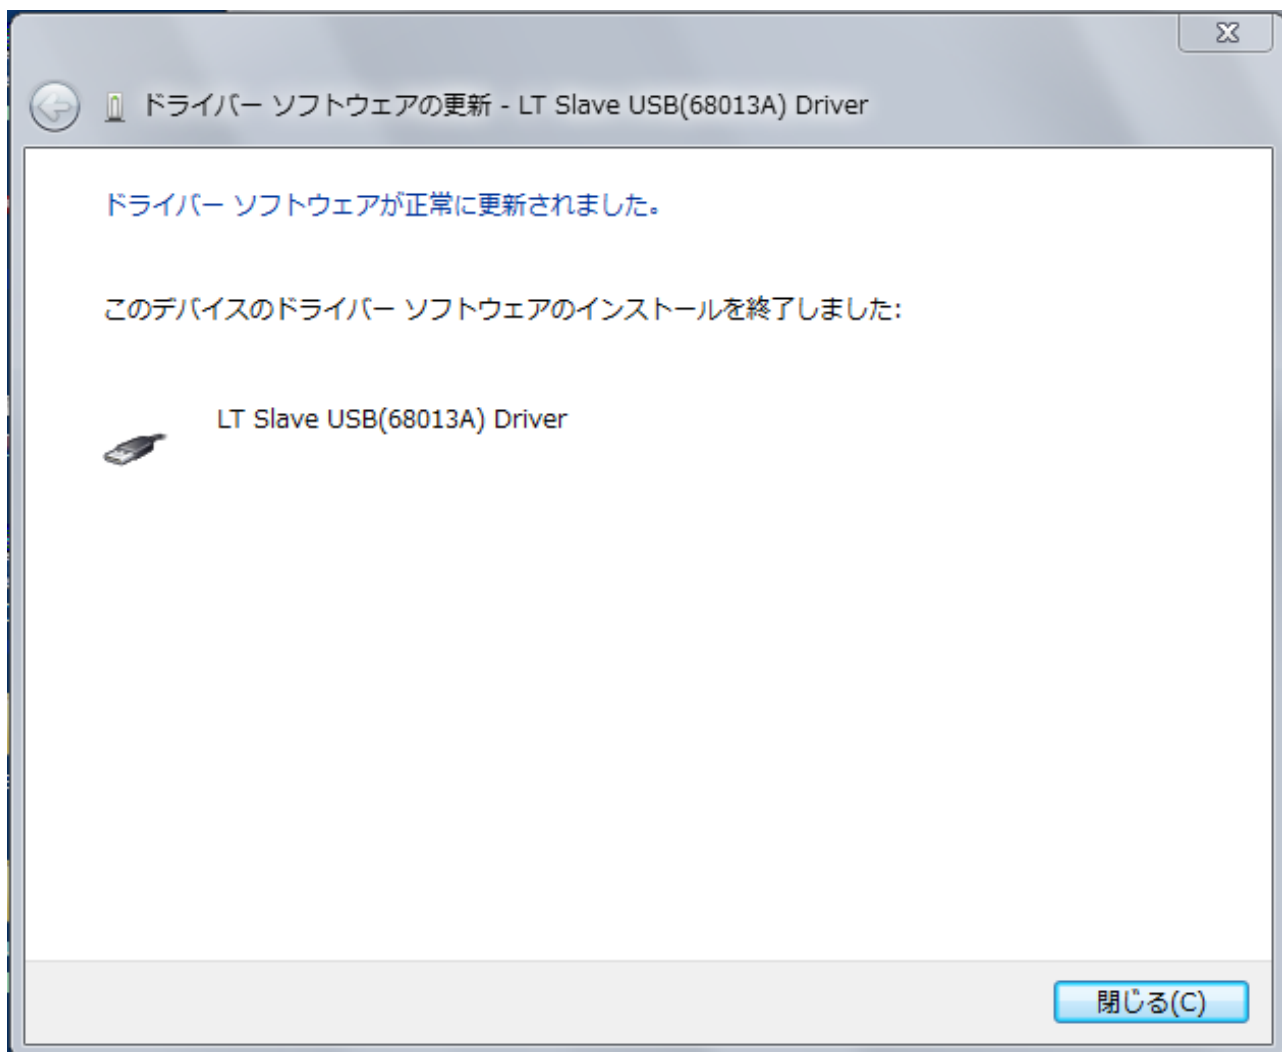 ドライバー ソフトウェアの更新 - LT Slave USB(68013A) Driver
ドライバー ソフトウェアが正常に更新されました。
このデバイスのドライバー ソフトウェアのインストールを終了しました:
LT Slave USB(68013A) Driver
閉じる(C)